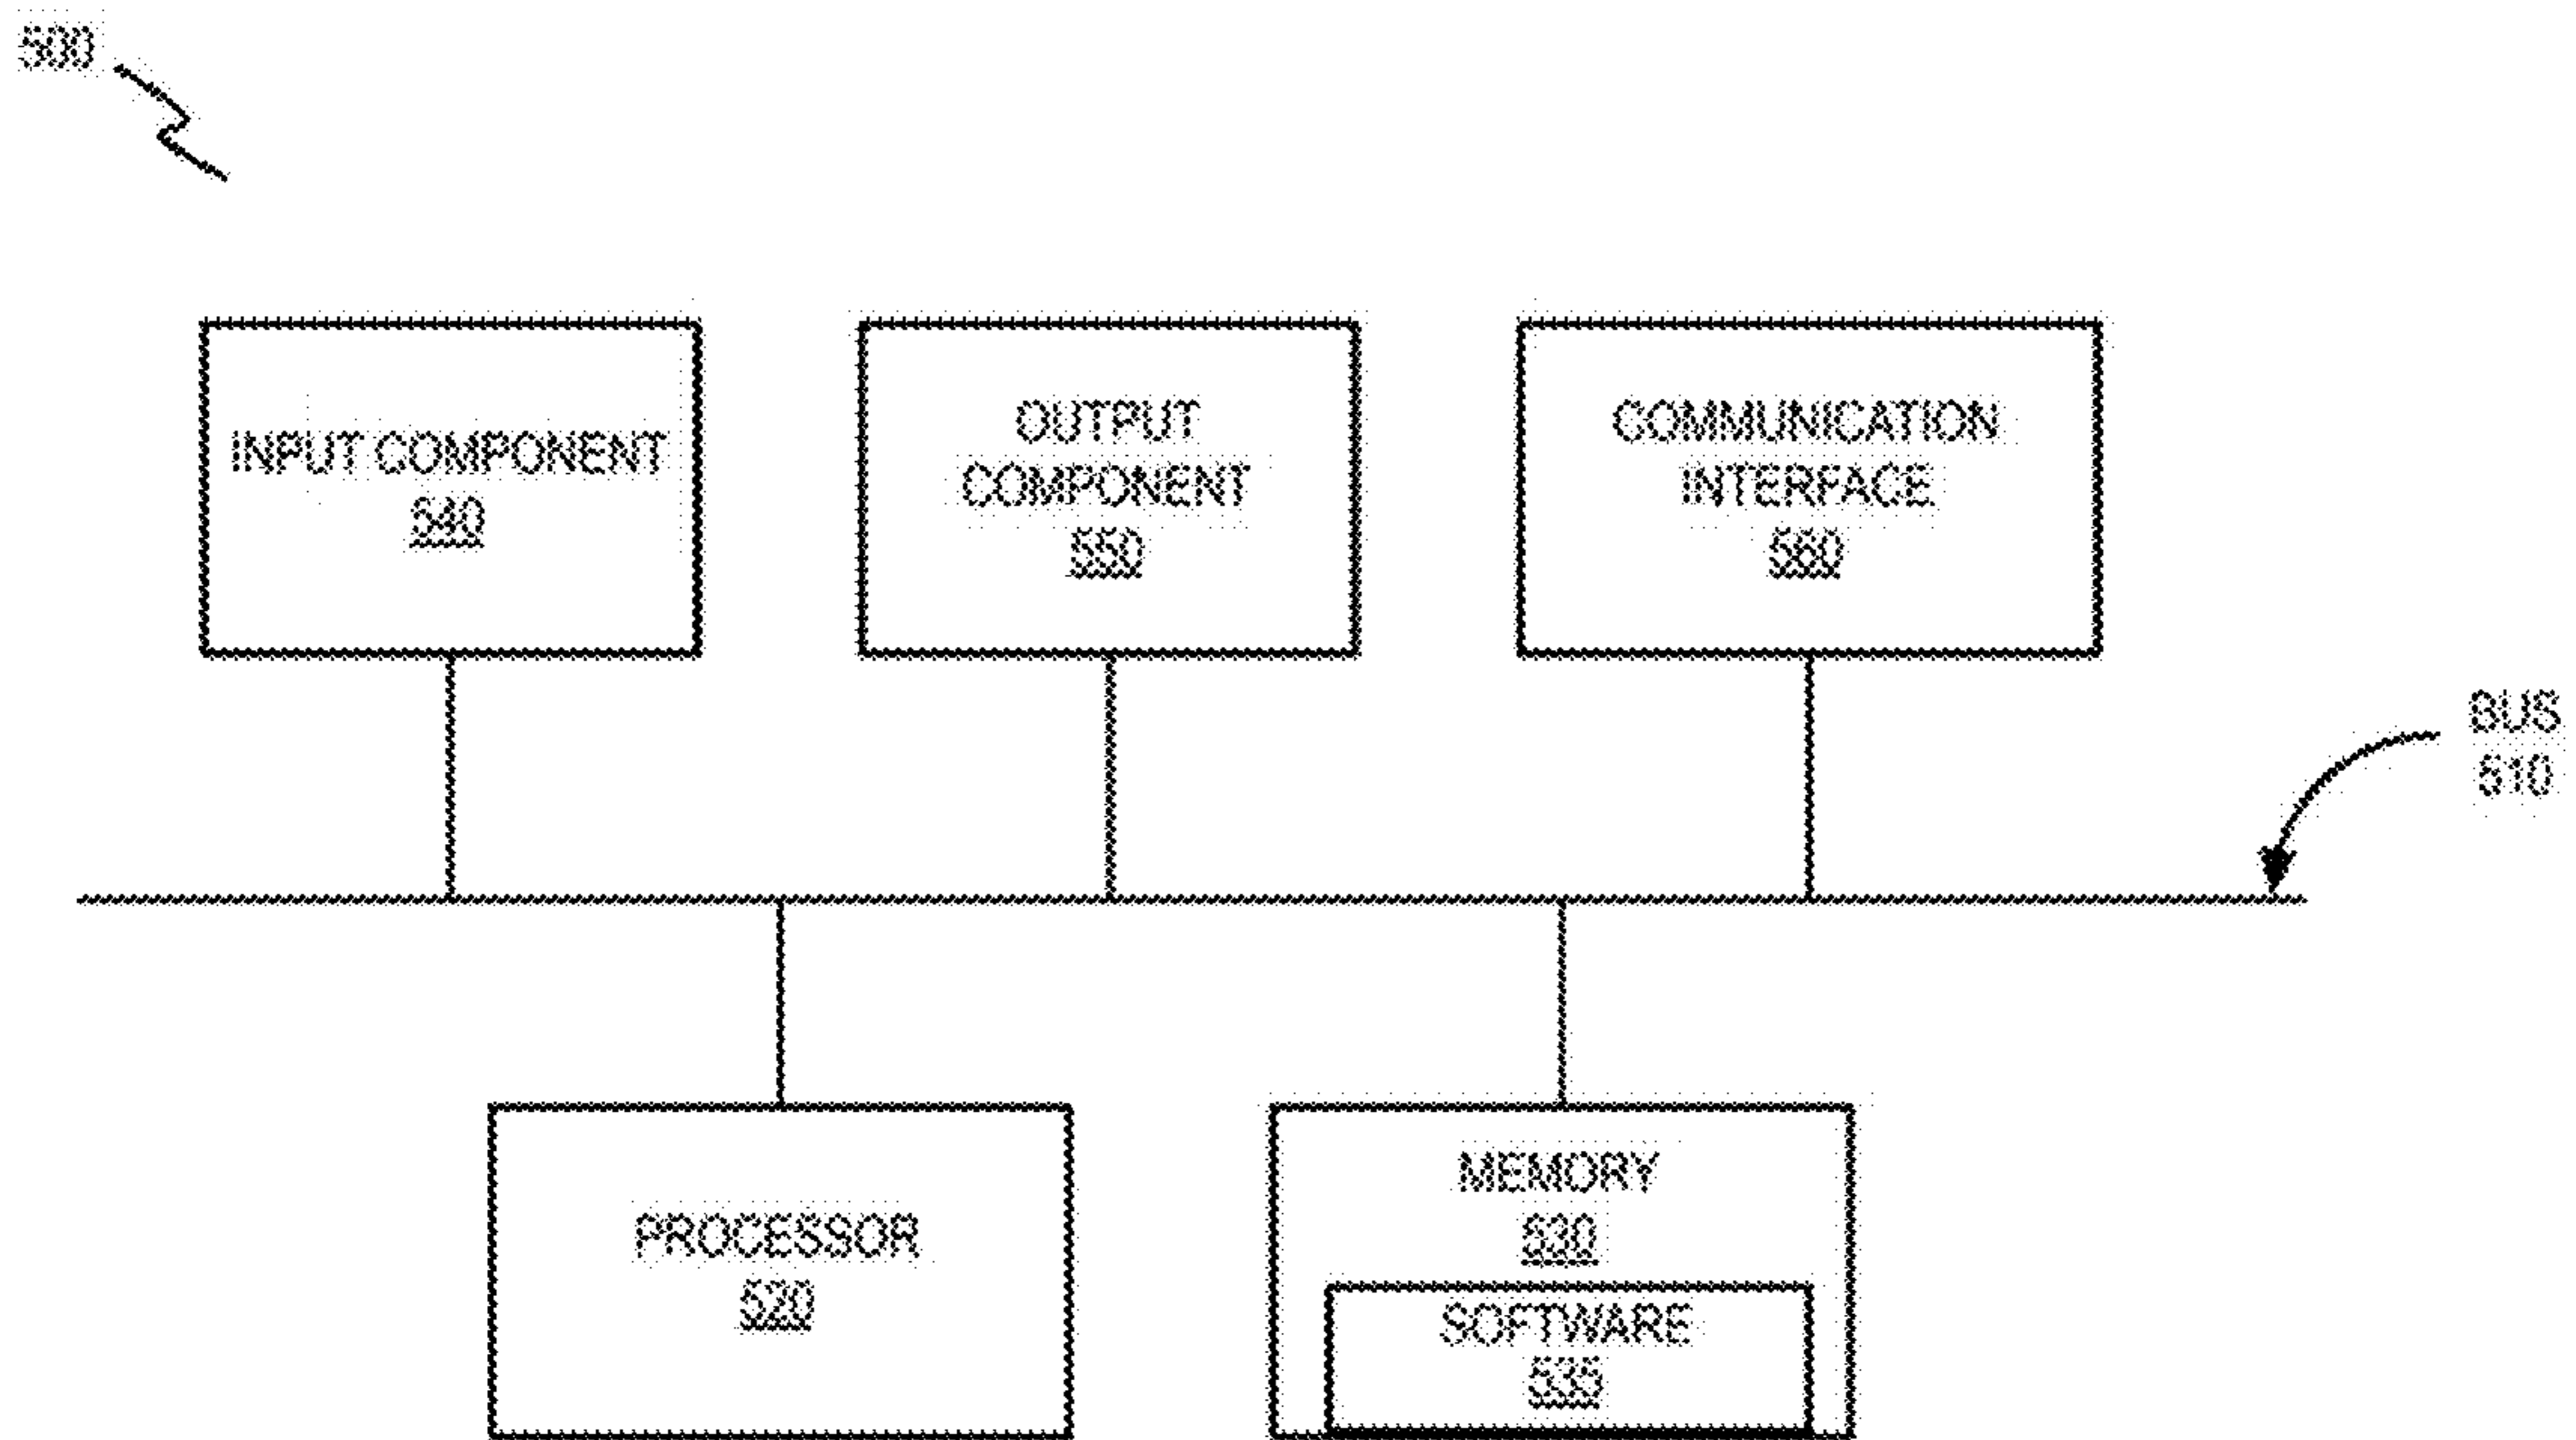 500
INPUT COMPONENT
540
OUTPUT
COMPONENT
550
COMMUNICATION
INTERFACE
560
BUS
510
PROCESSOR
520
MEMORY
530
SOFTWARE
535